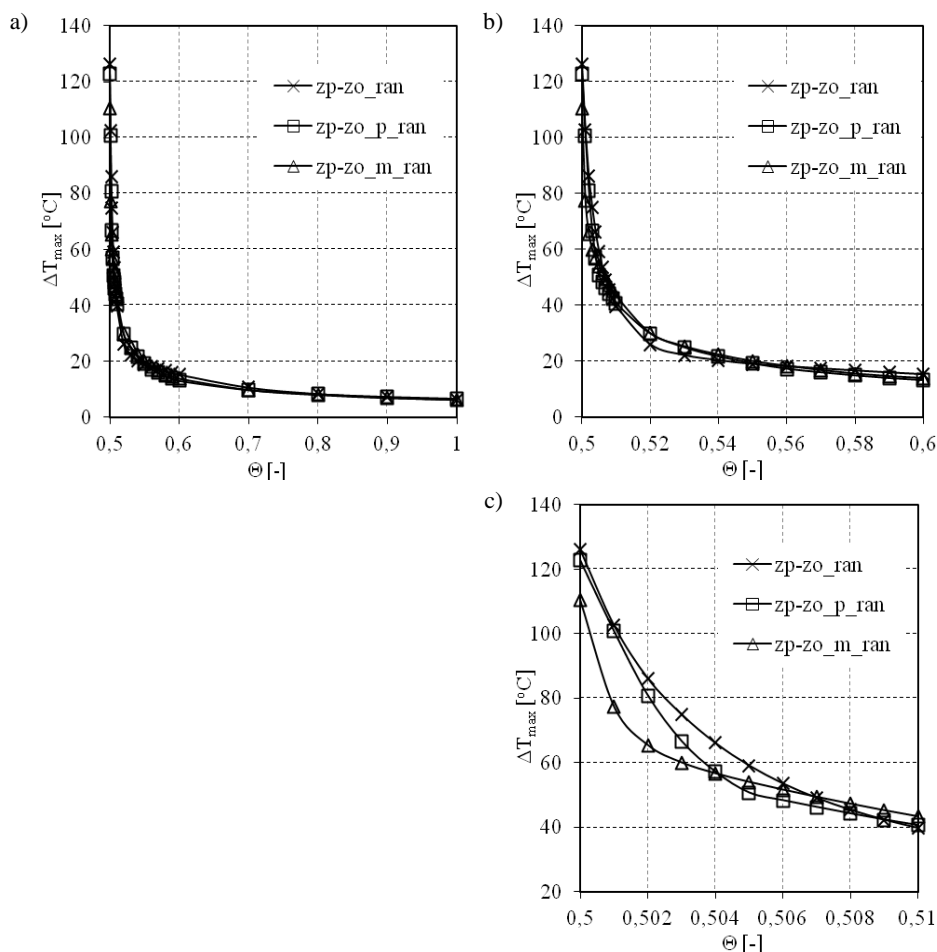 a)
140
120
100
80
60
40
20
0
ΔTmax [°C]
zp-zo_ran
zp-zo_p_ran
zp-zo_m_ran
0,5 0,6 0,7 0,8 0,9 1
Θ [-]
b)
140
120
100
80
60
40
20
0
ΔTmax [°C]
zp-zo_ran
zp-zo_p_ran
zp-zo_m_ran
0,5 0,52 0,54 0,56 0,58 0,6
Θ [-]
c)
140
120
100
80
60
40
20
ΔTmax [°C]
zp-zo_ran
zp-zo_p_ran
zp-zo_m_ran
0,5 0,502 0,504 0,506 0,508 0,51
Θ [-]